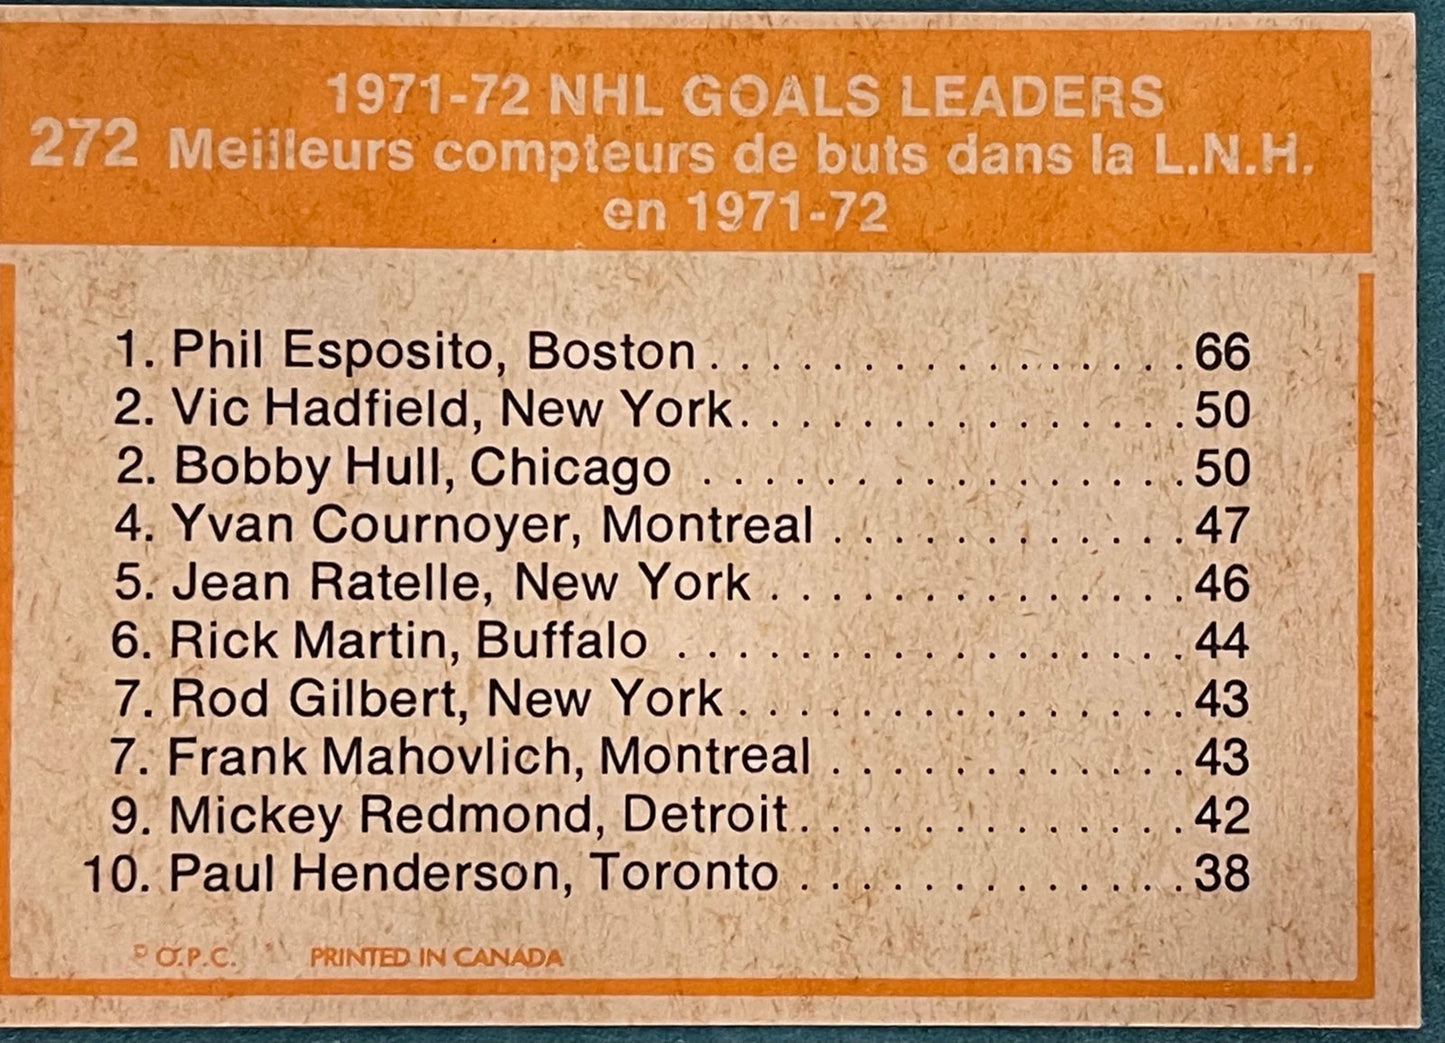 1971-72 NHL GOALS LEADERS
272 Meilleurs compteurs de buts dans la L.N.H.
en 1971-72
1. Phil Esposito, Boston . . . . . . . . . . . . . . . . 66
2. Vic Hadfield, New York. . . . . . . . . . . . . . . 50
2. Bobby Hull, Chicago . . . . . . . . . . . . . . . . 50
4. Yvan Cournoyer, Montreal . . . . . . . . . . . . 47
5. Jean Ratelle, New York . . . . . . . . . . . . . . 46
6. Rick Martin, Buffalo . . . . . . . . . . . . . . . . . 44
7. Rod Gilbert, New York . . . . . . . . . . . . . . . 43
7. Frank Mahovlich, Montreal . . . . . . . . . . . . 43
9. Mickey Redmond, Detroit. . . . . . . . . . . . . 42
10. Paul Henderson, Toronto . . . . . . . . . . . . . 38
© O.P.C. PRINTED IN CANADA